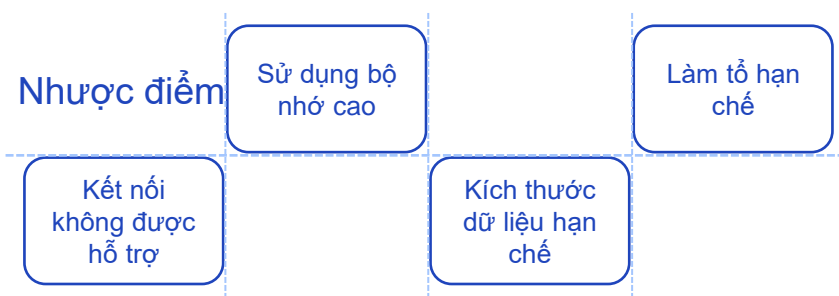 Nhược điểm
Sử dụng bộ
nhớ cao
Làm tổ hạn
chế
Kết nối
không được
hỗ trợ
Kích thước
dữ liệu hạn
chế